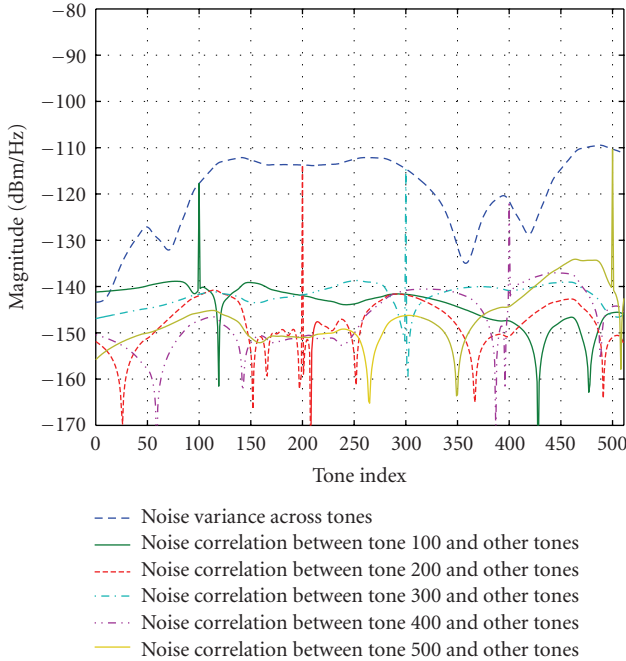 −80
−90
−100
−110
−120
−130
−140
−150
−160
−170
Magnitude (dBm/Hz)
0 50 100 150 200 250 300 350 400 450 500
Tone index
Noise variance across tones
Noise correlation between tone 100 and other tones
Noise correlation between tone 200 and other tones
Noise correlation between tone 300 and other tones
Noise correlation between tone 400 and other tones
Noise correlation between tone 500 and other tones